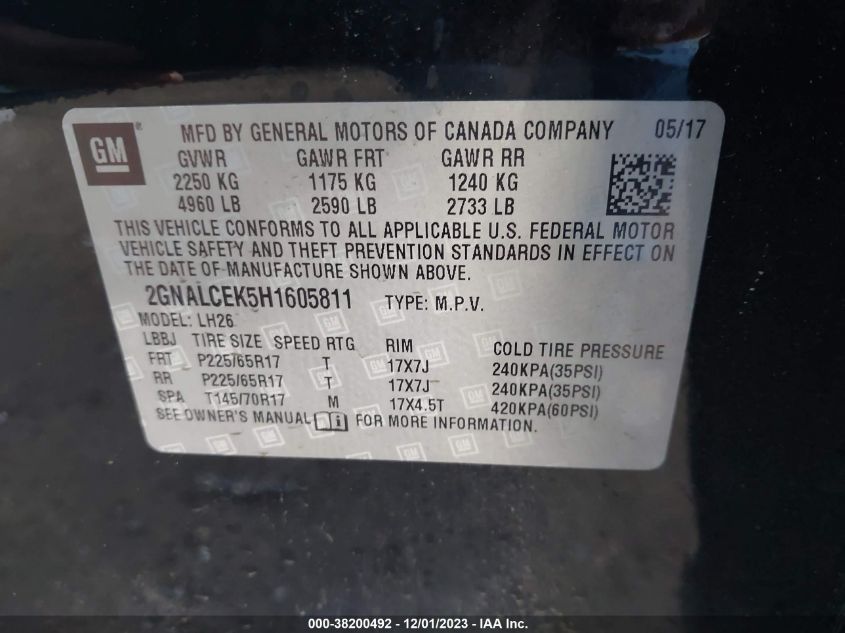 GM ® MFD BY GENERAL MOTORS OF CANADA COMPANY 05/17
GVWR GAWR FRT GAWR RR
2250 KG 1175 KG 1240 KG
4960 LB 2590 LB 2733 LB
THIS VEHICLE CONFORMS TO ALL APPLICABLE U.S. FEDERAL MOTOR
VEHICLE SAFETY AND THEFT PREVENTION STANDARDS IN EFFECT ON
THE DATE OF MANUFACTURE SHOWN ABOVE.
2GNALCEK5H1605811 TYPE: M.P.V.
MODEL: LH26
LBBJ TIRE SIZE SPEED RTG RIM COLD TIRE PRESSURE
FRT P225/65R17 T 17X7J 240KPA(35PSI)
RR P225/65R17 T 17X7J 240KPA(35PSI)
SPA T145/70R17 M 17X4.5T 420KPA(60PSI)
SEE OWNER'S MANUAL i FOR MORE INFORMATION.
000-38200492 - 12/01/2023 - IAA Inc.